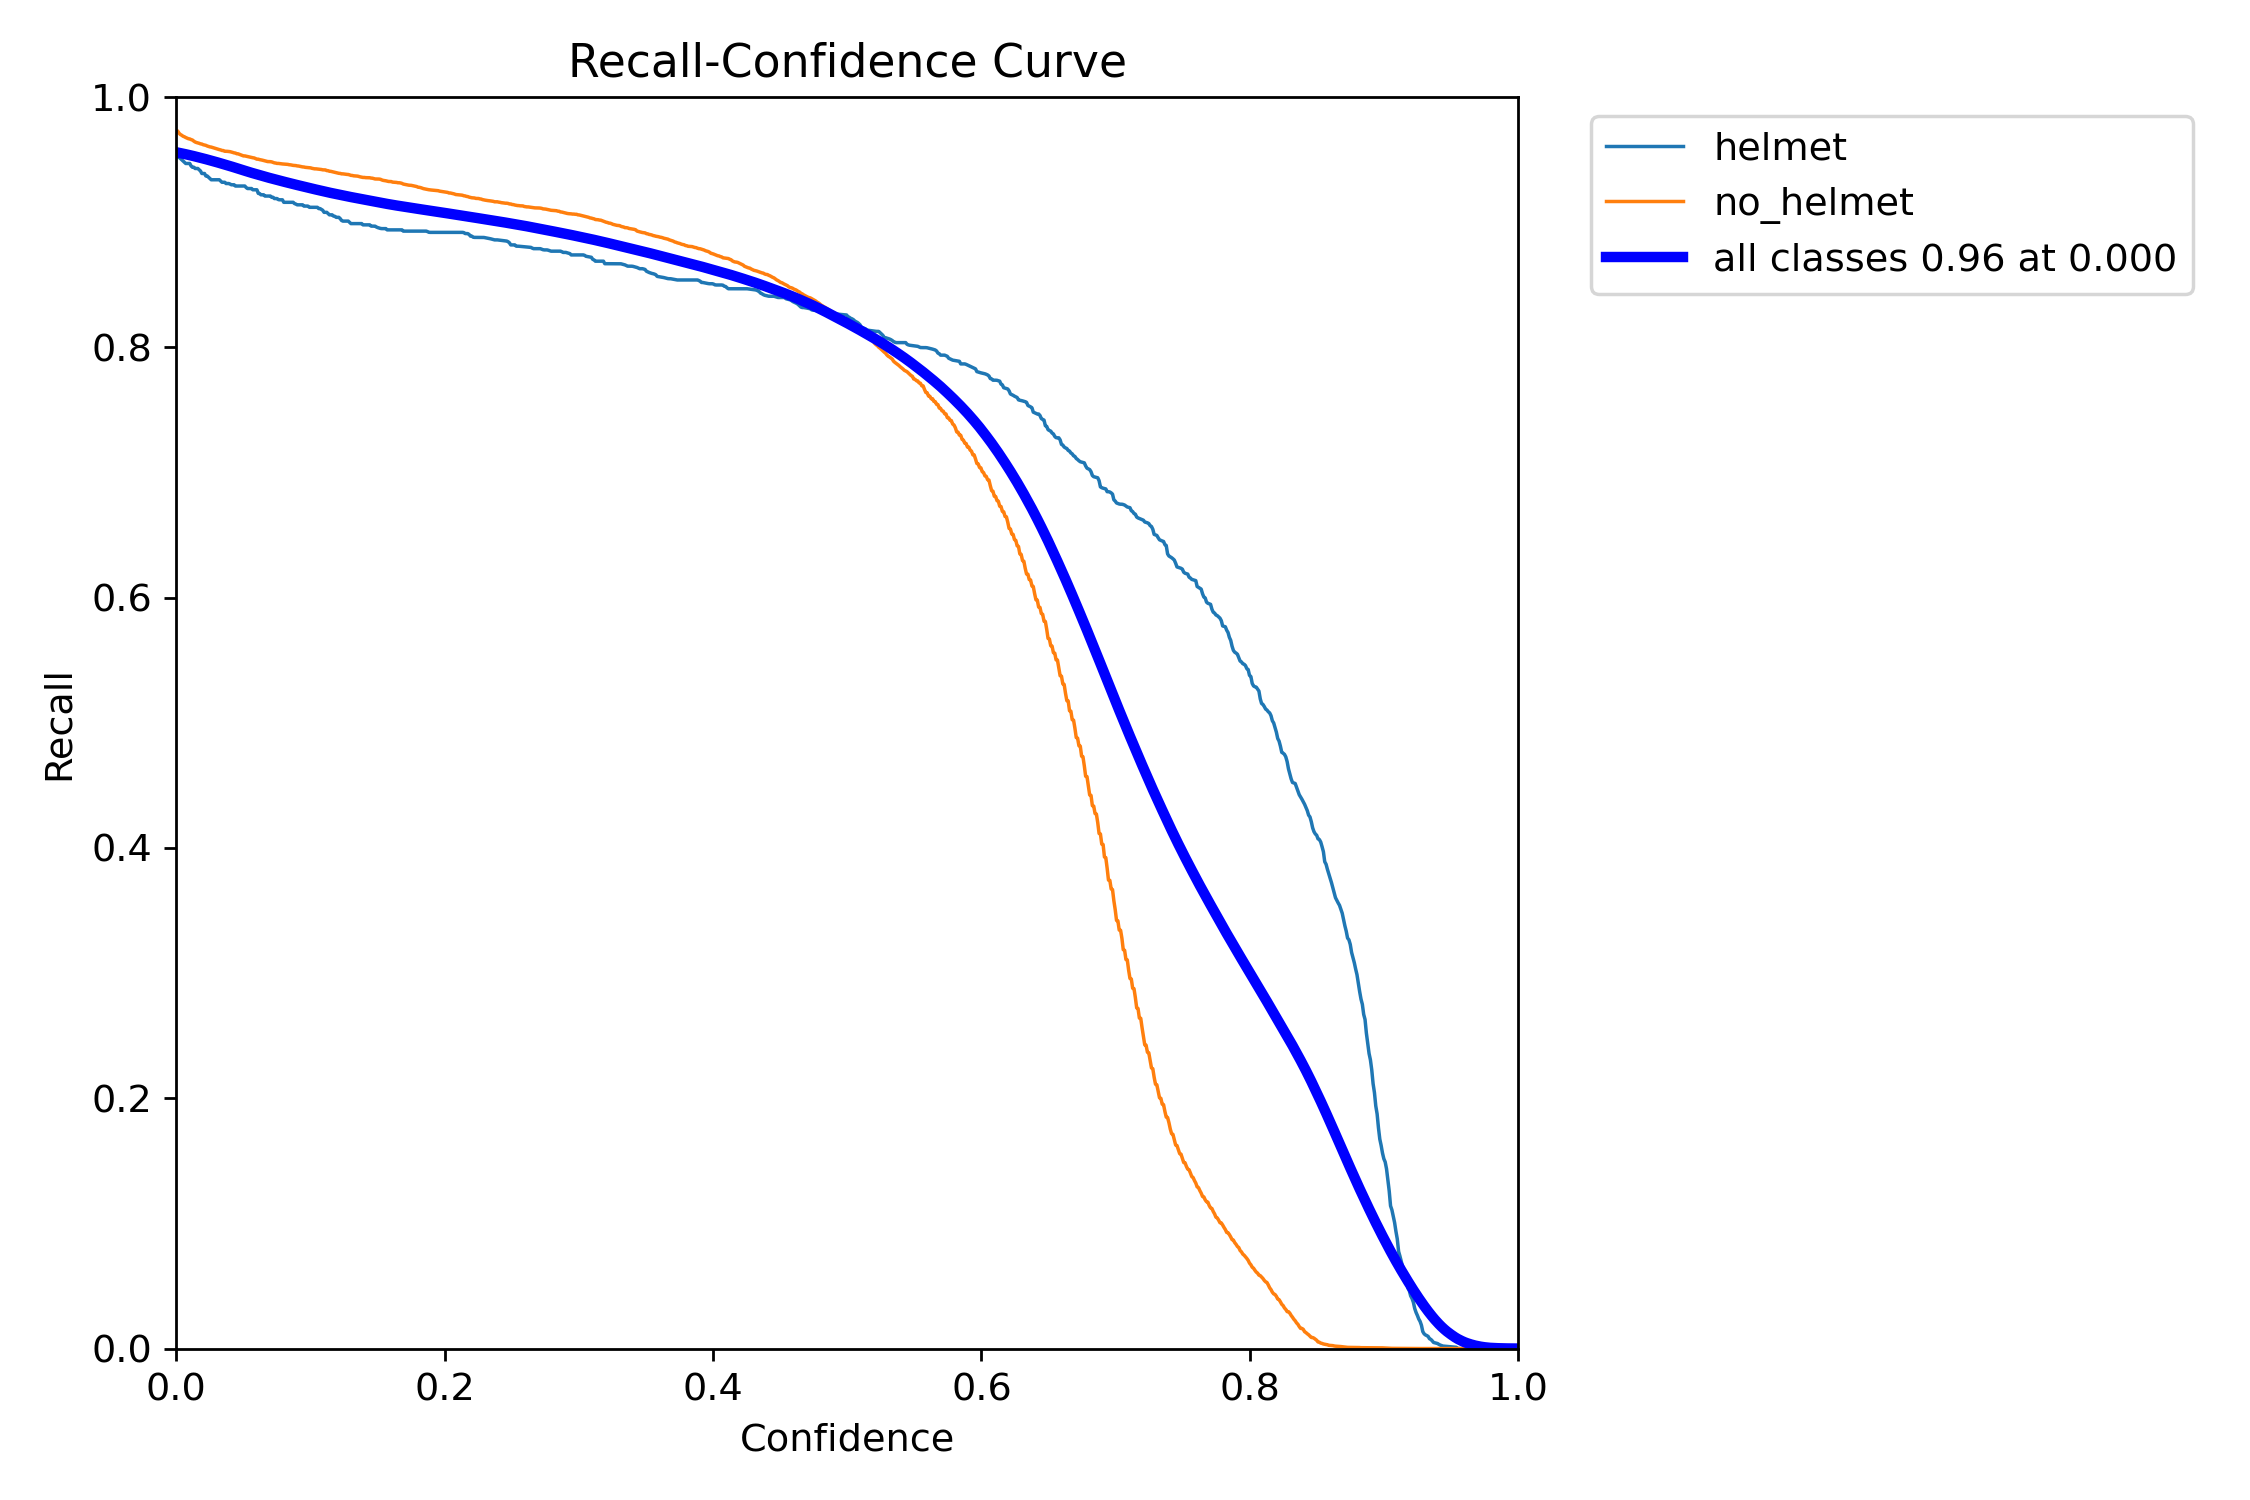 Recall-Confidence Curve
1.0
0.8
0.6
0.4
0.2
0.0
Recall
0.0 0.2 0.4 0.6 0.8 1.0
Confidence
helmet
no_helmet
all classes 0.96 at 0.000